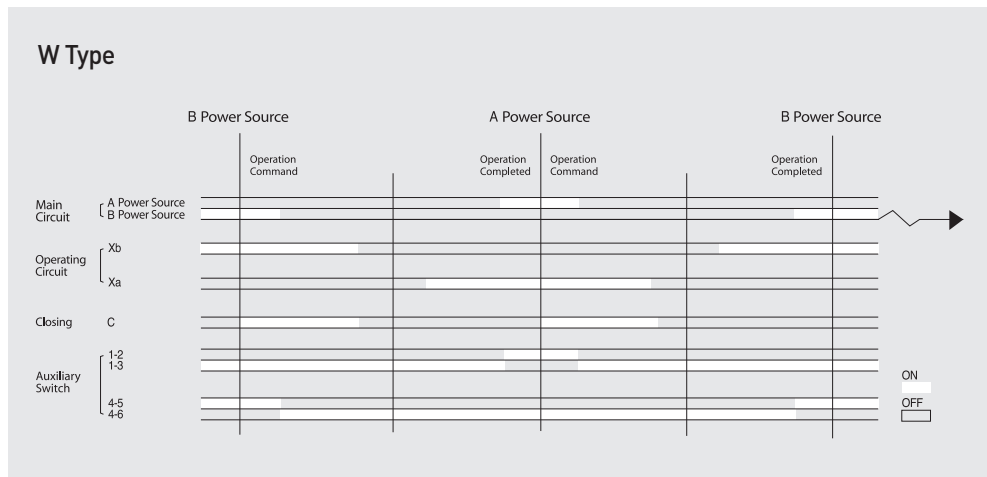 W Type
B Power Source
A Power Source
B Power Source
Operation
Command
Operation
Completed
Operation
Command
Operation
Completed
Main
Circuit
A Power Source
B Power Source
Operating
Circuit
Xb
Xa
Closing
C
Auxiliary
Switch
1-2
1-3
4-5
4-6
ON
OFF